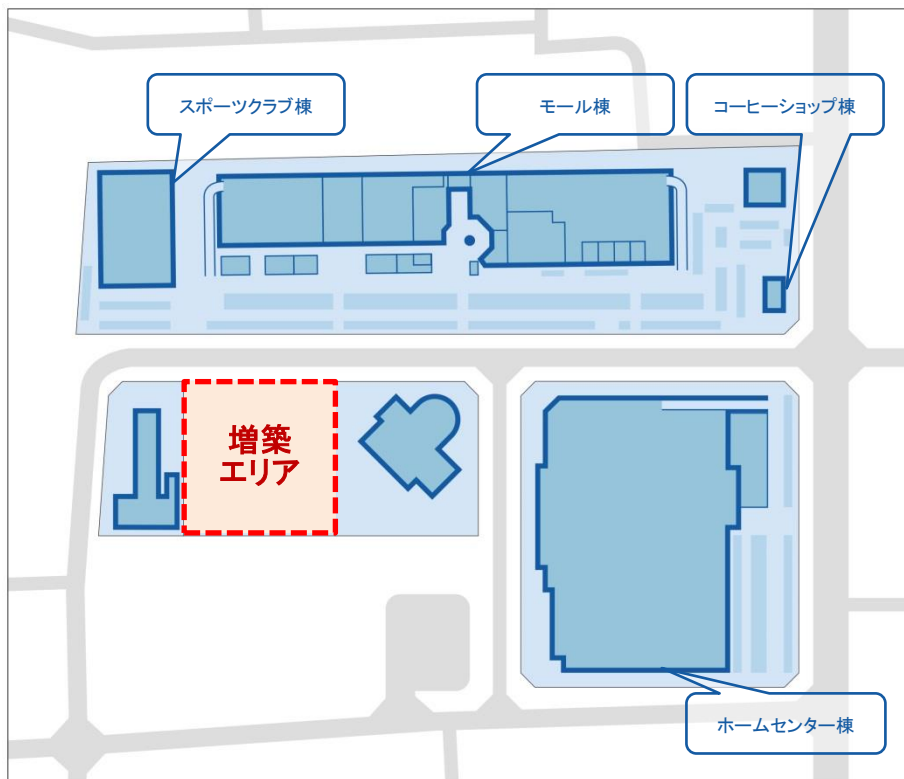 スポーツクラブ棟
モール棟
コーヒーショップ棟
増築
エリア
ホームセンター棟